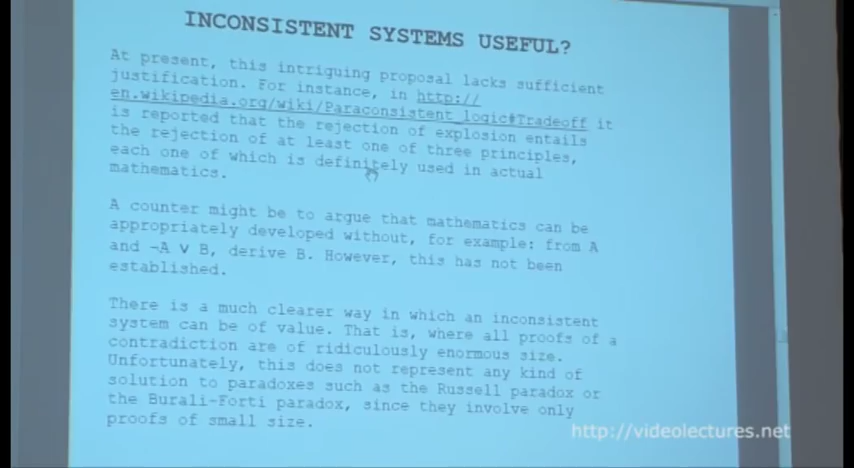 INCONSISTENT SYSTEMS USEFUL?
At present, this intriguing proposal lacks sufficient
justification. For instance, in http://
en.wikipedia.org/wiki/Paraconsistent_logic#Tradeoff it
is reported that the rejection of explosion entails
the rejection of at least one of three principles,
each one of which is definitely used in actual
mathematics.
A counter might be to argue that mathematics can be
appropriately developed without, for example: from A
and ¬A ∨ B, derive B. However, this has not been
established.
There is a much clearer way in which an inconsistent
system can be of value. That is, where all proofs of a
contradiction are of ridiculously enormous size.
Unfortunately, this does not represent any kind of
solution to paradoxes such as the Russell paradox or
the Burali-Forti paradox, since they involve only
proofs of small size.
http://videolectures.net